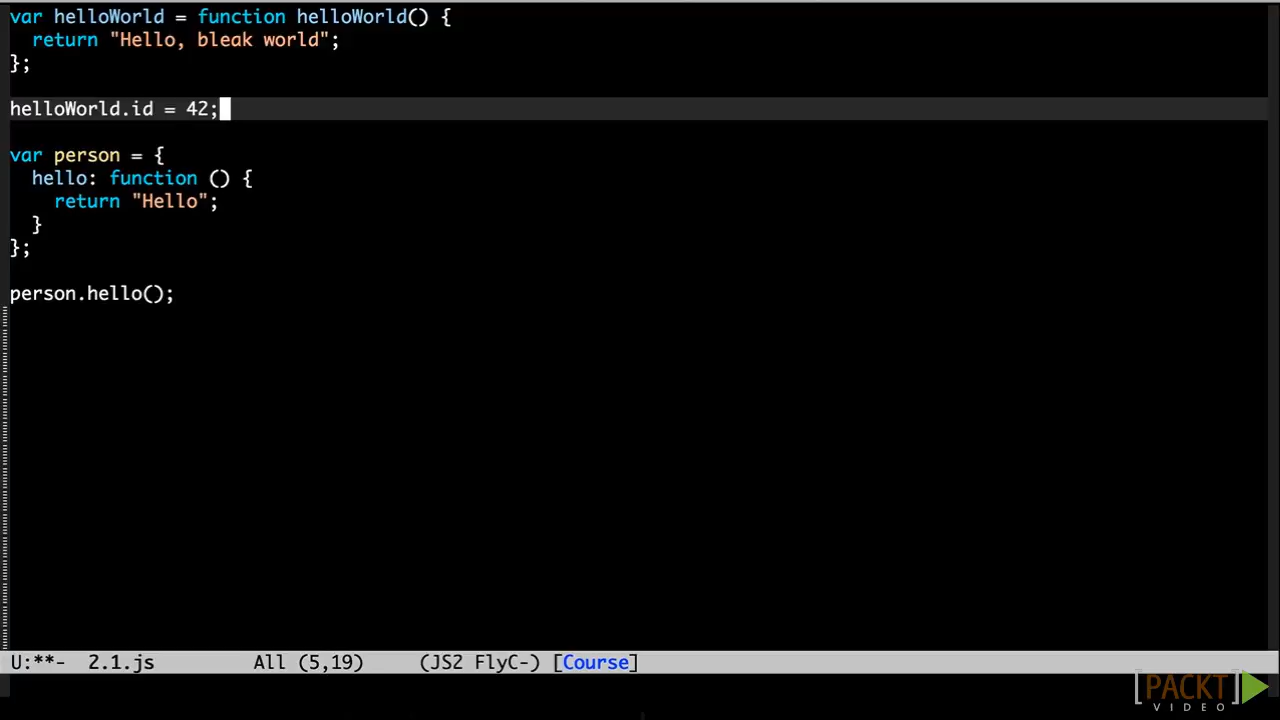 var helloWorld = function helloWorld() {
  return "Hello, bleak world";
};
helloWorld.id = 42;
var person = {
  hello: function () {
    return "Hello";
  }
};
person.hello();
U:**-  2.1.js         All (5,19)     (JS2 FlyC-) [Course]
[PACKT]
VIDEO